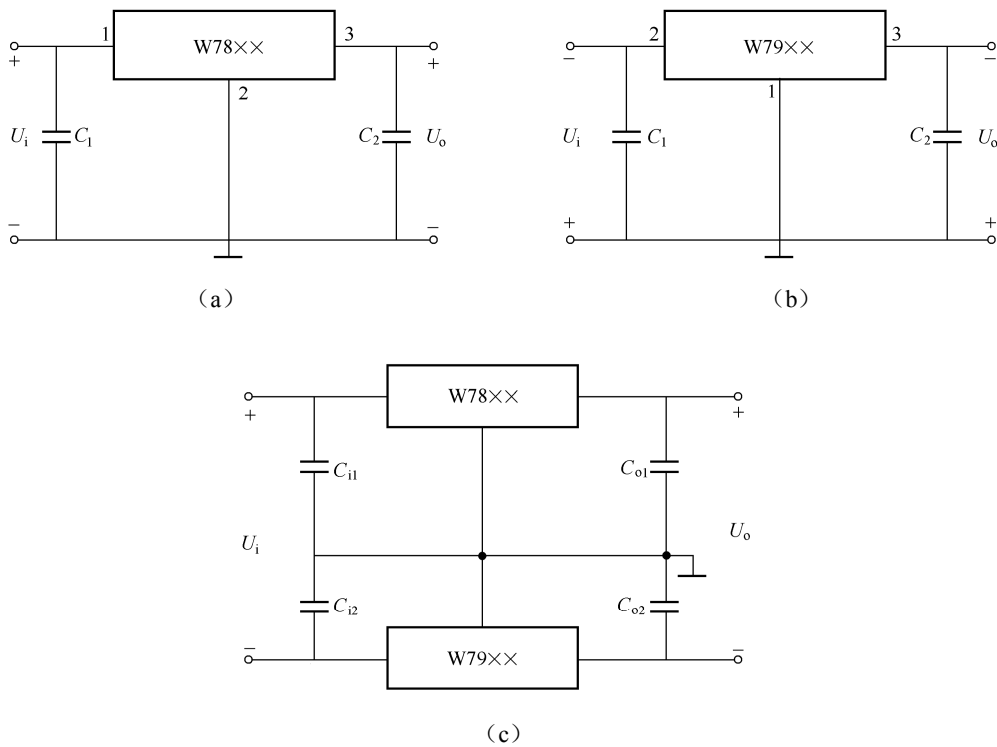 1 W78×× 3
+ +
2
Ui C1 C2 Uo
− −
(a)
2 W79×× 3
− −
1
Ui C1 C2 Uo
+ +
(b)
W78××
+ +
Ci1 Co1
Ui Uo
Ci2 Co2
− −
W79××
(c)